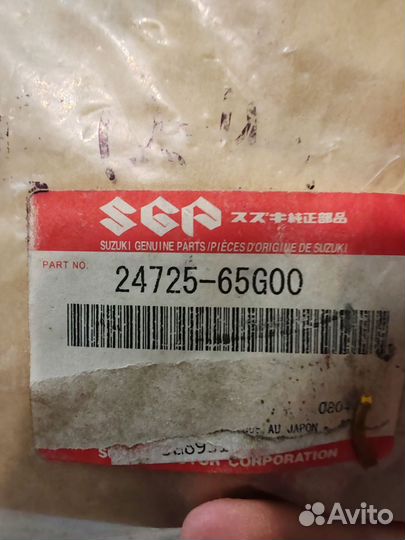 SGP スズキ純正部品
SUZUKI GENUINE PARTS/PIÈCES D'ORIGINE DE SUZUKI
PART NO. 24725-65G00
AU JAPON
CORPORATION
Avito